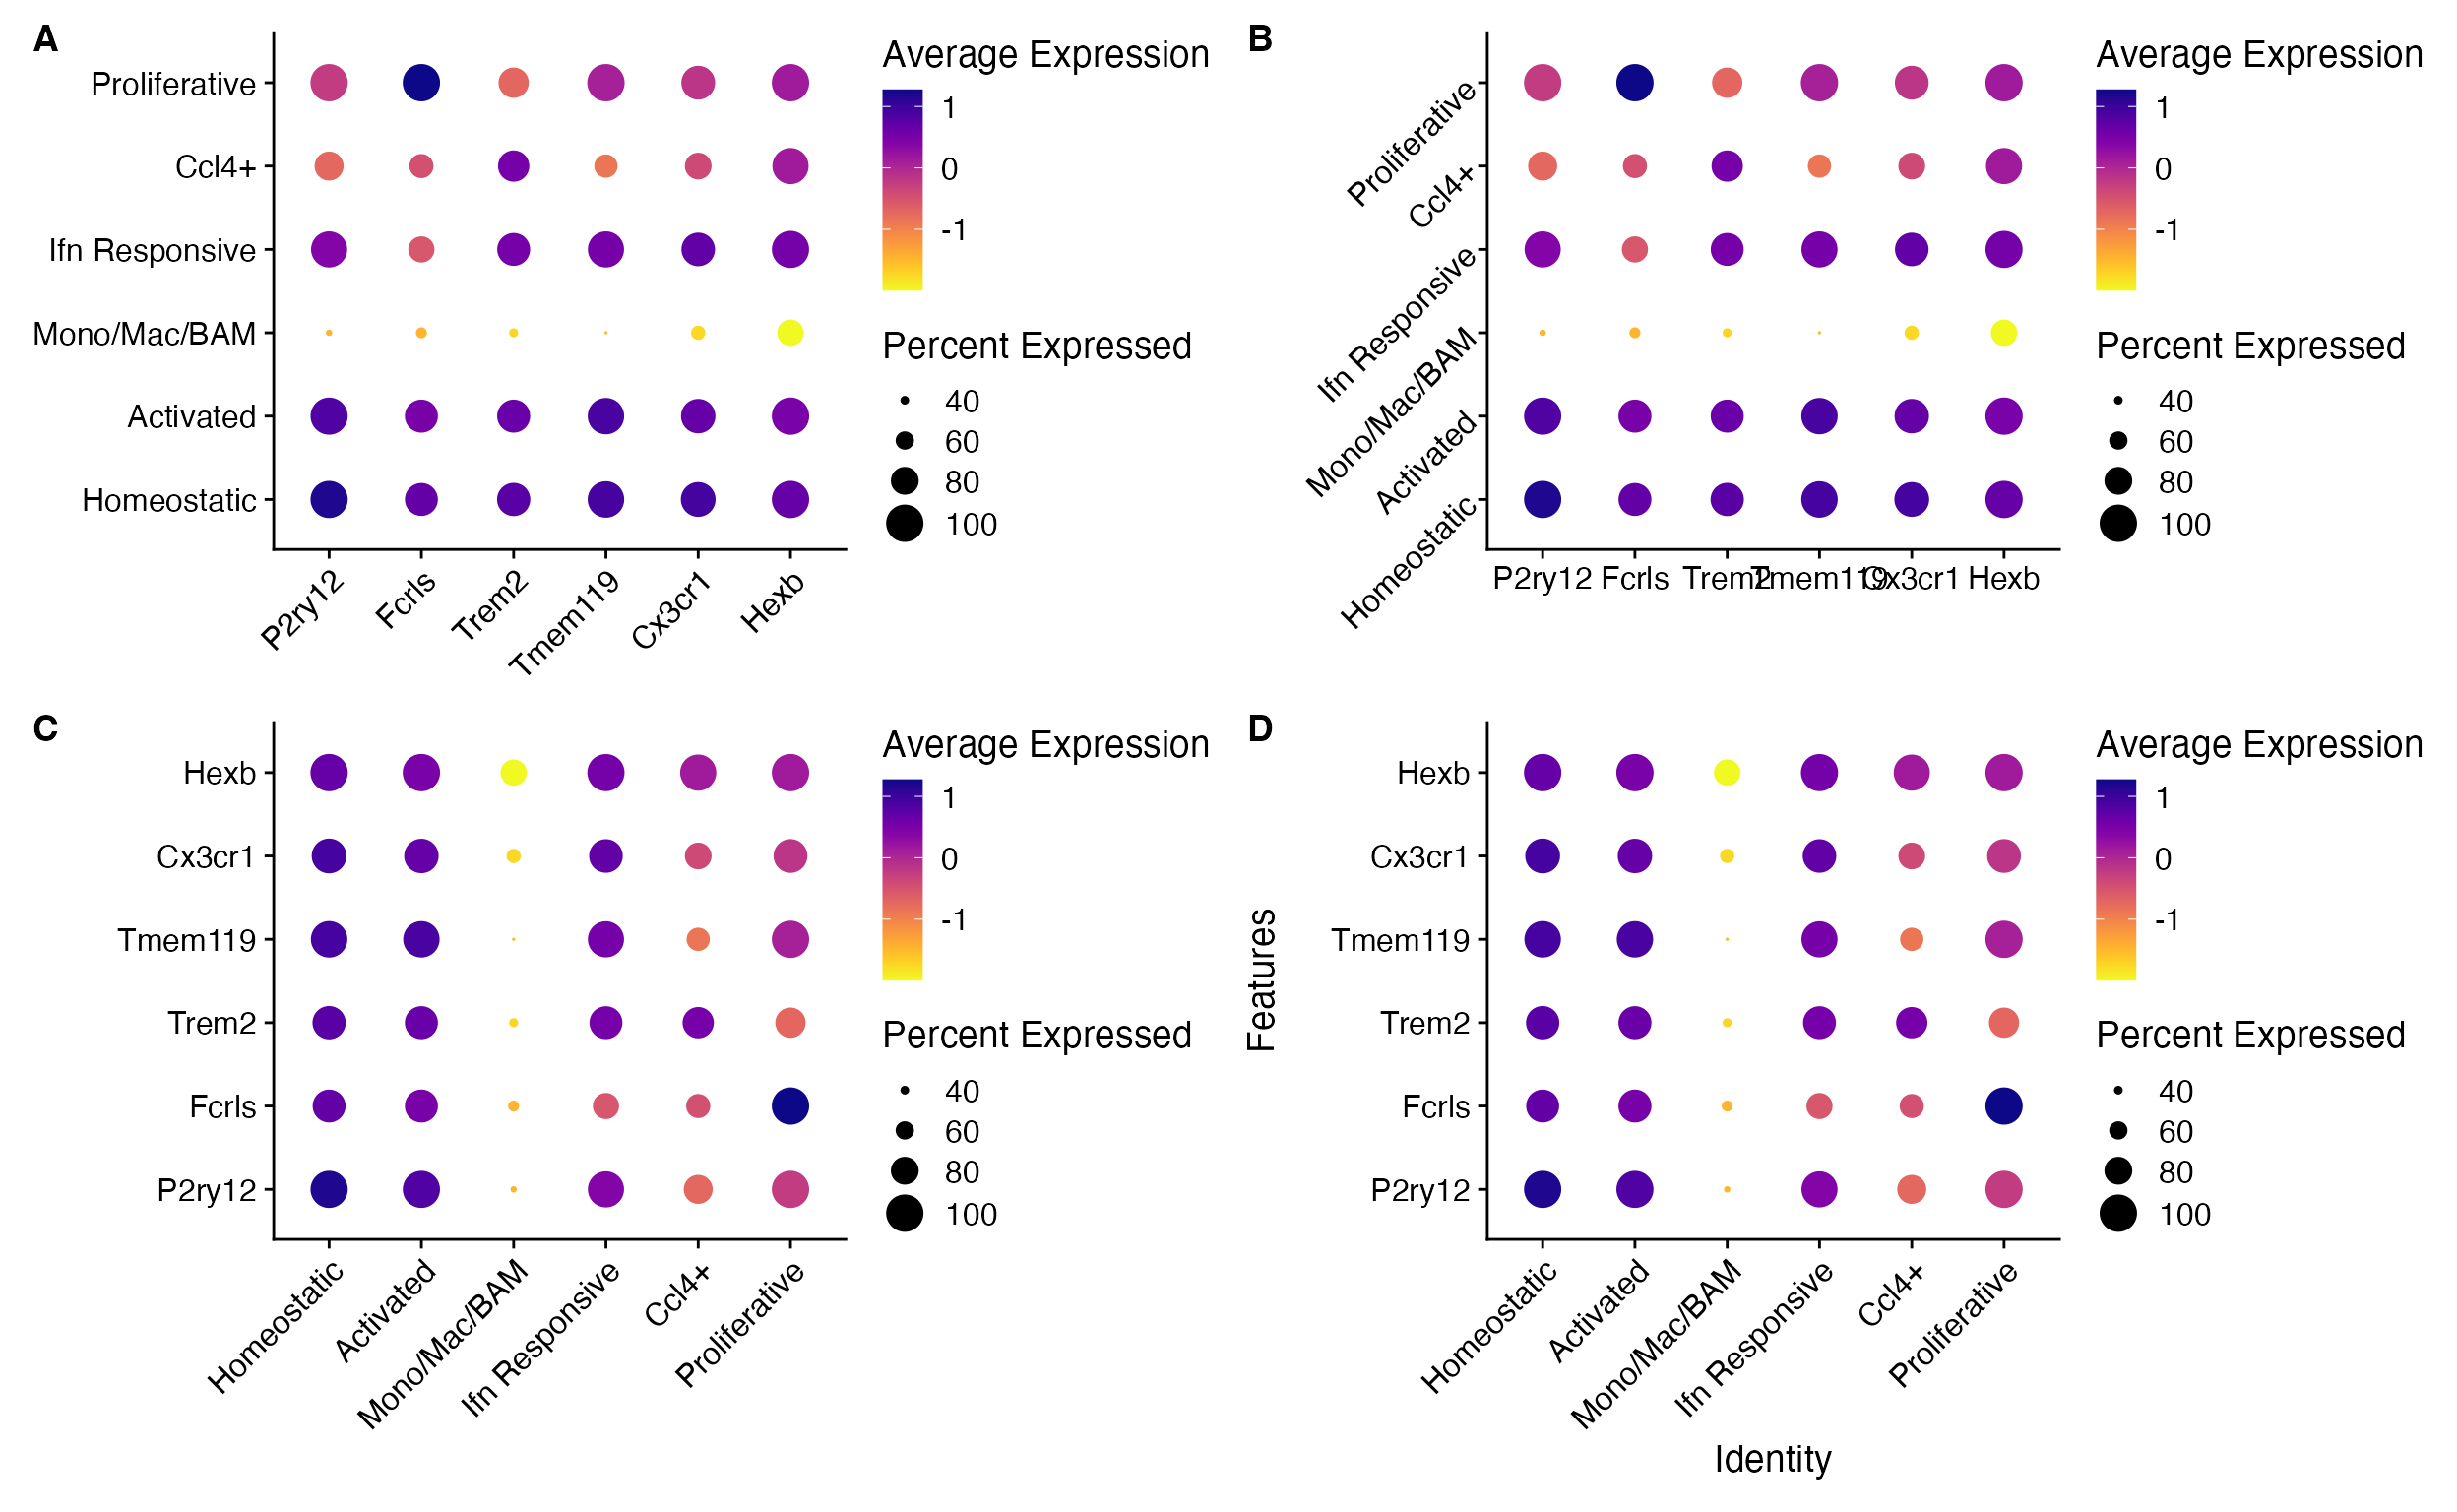 A
Proliferative
Ccl4+
Ifn Responsive
Mono/Mac/BAM
Activated
Homeostatic
P2ry12
Fcrls
Trem2
Tmem119
Cx3cr1
Hexb
Average Expression
1
0
-1
Percent Expressed
40
60
80
100
B
Proliferative
Ccl4+
Ifn Responsive
Mono/Mac/BAM
Activated
Homeostatic
P2ry12 Fcrls Trem2 Tmem119 Cx3cr1 Hexb
Average Expression
1
0
-1
Percent Expressed
40
60
80
100
C
Hexb
Cx3cr1
Tmem119
Trem2
Fcrls
P2ry12
Homeostatic
Activated
Mono/Mac/BAM
Ifn Responsive
Ccl4+
Proliferative
Average Expression
1
0
-1
Percent Expressed
40
60
80
100
D
Features
Hexb
Cx3cr1
Tmem119
Trem2
Fcrls
P2ry12
Homeostatic
Activated
Mono/Mac/BAM
Ifn Responsive
Ccl4+
Proliferative
Identity
Average Expression
1
0
-1
Percent Expressed
40
60
80
100